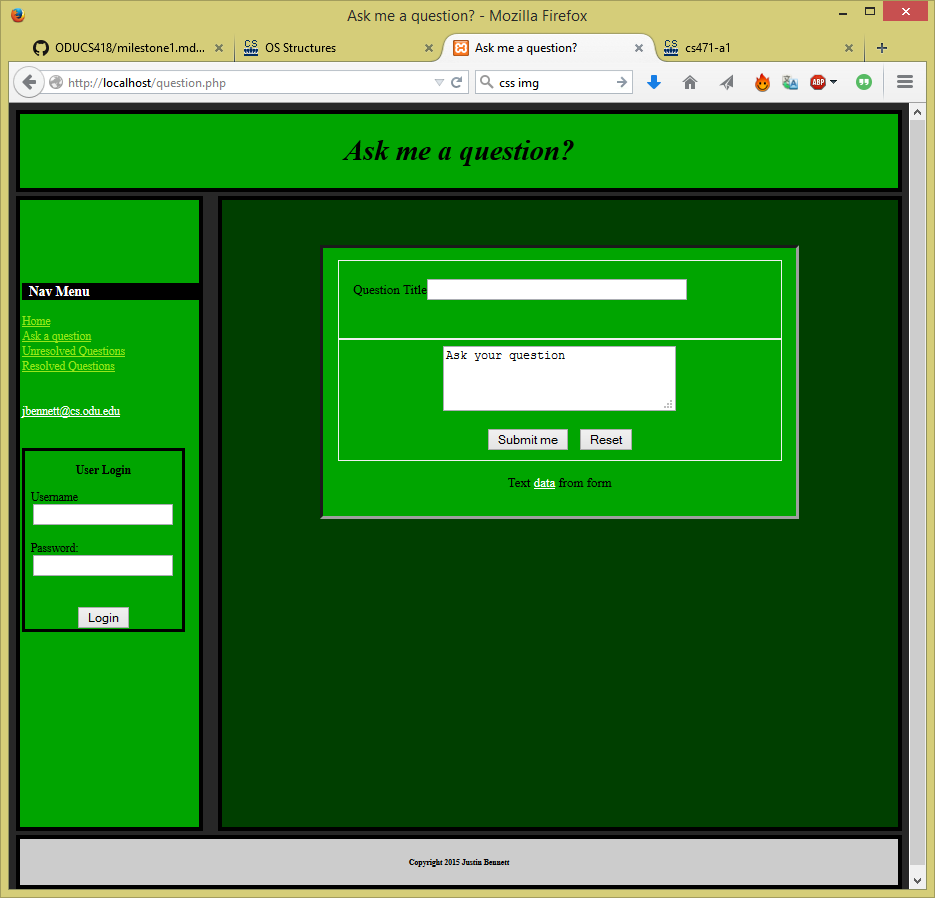 Ask me a question? - Mozilla Firefox
ODUCS418/milestone1.md...
CS OS Structures
Ask me a question?
CS cs471-a1
http://localhost/question.php
css img
ABP
Ask me a question?
Nav Menu
Home
Ask a question
Unresolved Questions
Resolved Questions
jbennett@cs.odu.edu
User Login
Username
Password:
Login
Question Title
Ask your question
Submit me Reset
Text data from form
Copyright 2015 Justin Bennett